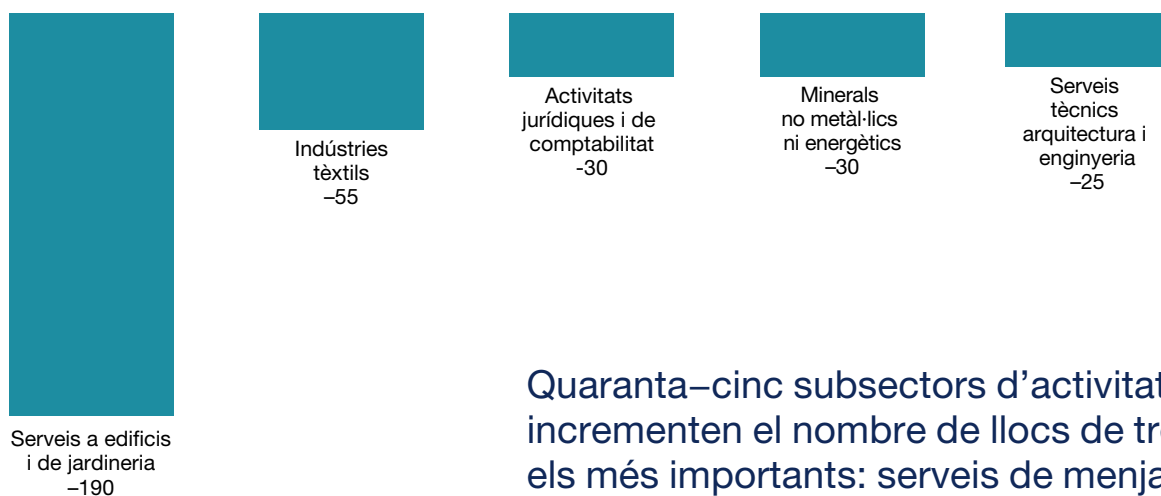 Serveis a edificis
i de jardineria
–190
Indústries
tèxtils
–55
Activitats
jurídiques i de
comptabilitat
-30
Minerals
no metàl·lics
ni energètics
–30
Serveis
tècnics
arquitectura i
enginyeria
–25
Quaranta–cinc subsectors d’activitat
incrementen el nombre de llocs de
els més importants: serveis de